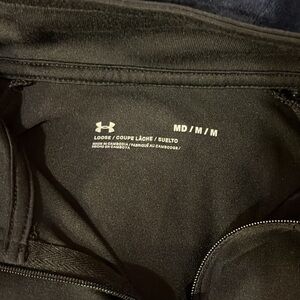 MD / M / M
LOOSE / COUPE LÂCHE / SUELTO
MADE IN CAMBODIA / FABRIQUÉ AU CAMBODGE /
HECHO EN CAMBOYA